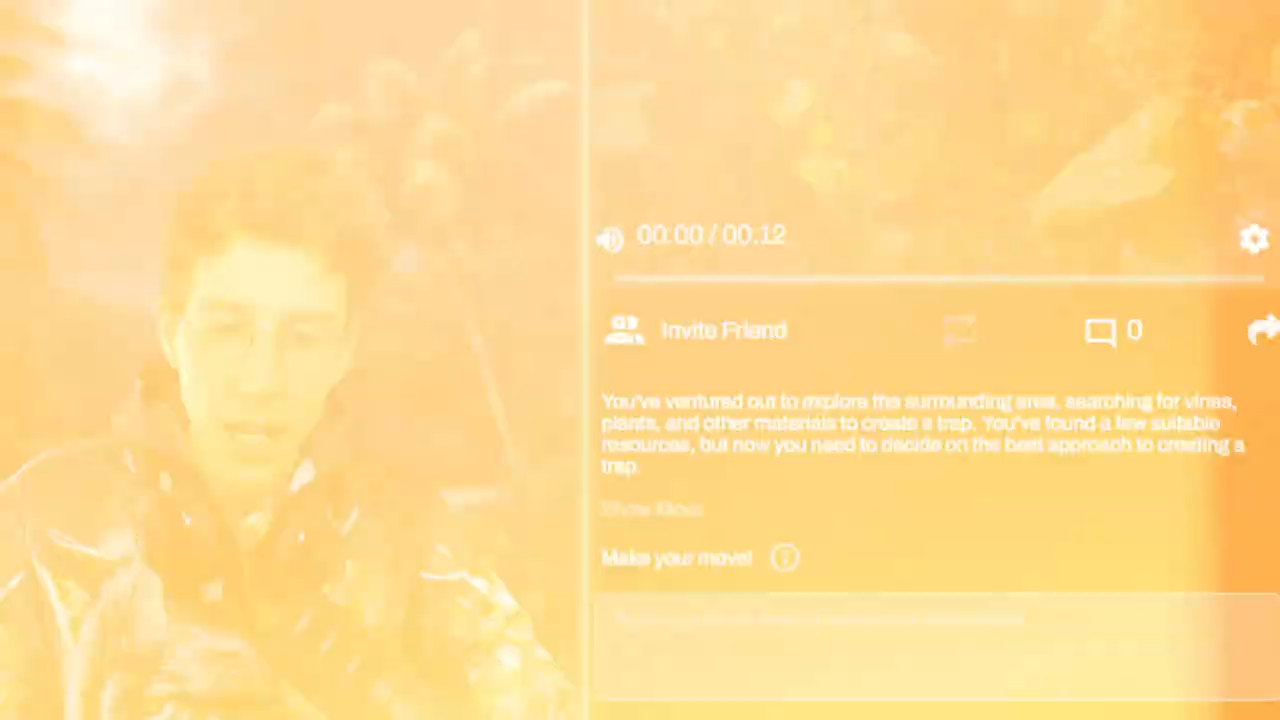 00:00 / 00:12
Invite Friend
0
You've ventured out to explore the surrounding area, searching for vines,
plants, and other materials to create a trap. You've found a few suitable
resources, but now you need to decide on the best approach to creating a
trap.
Show More
Make your move!